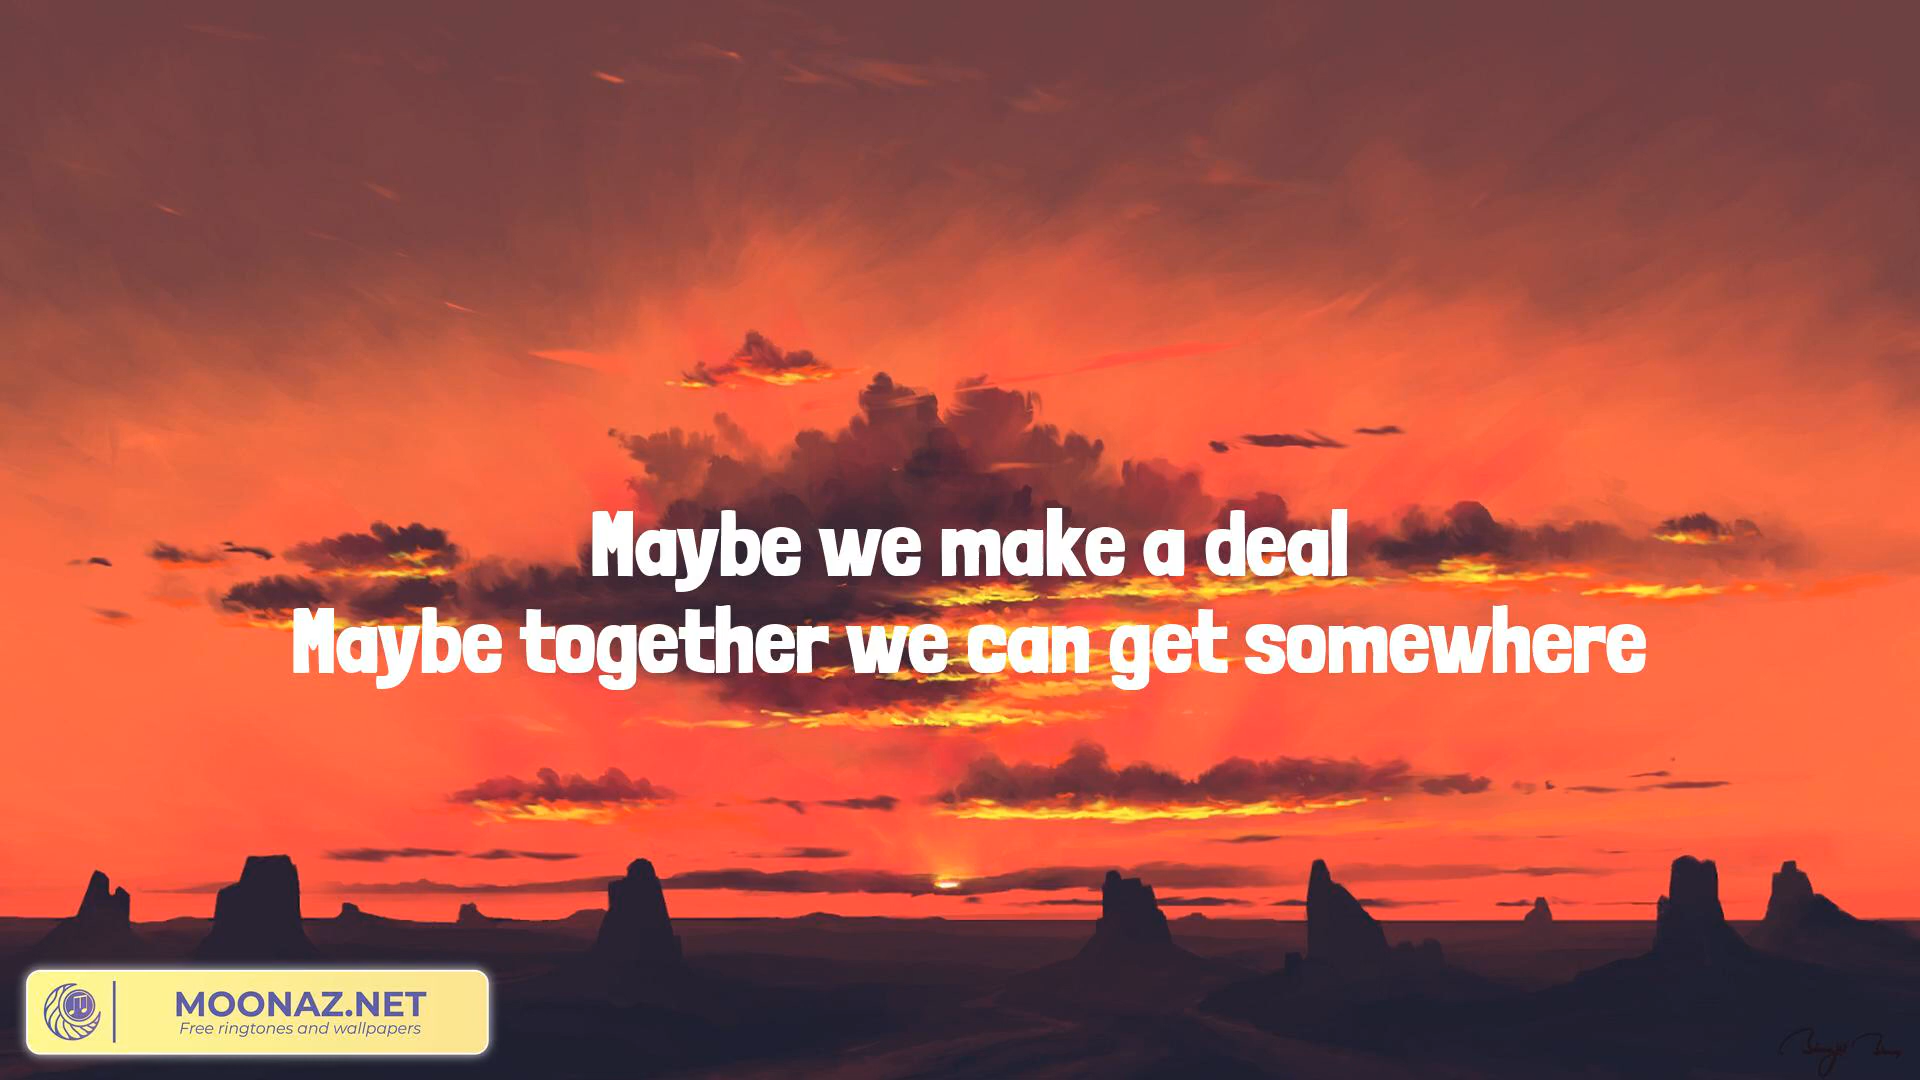 Maybe we make a deal
Maybe together we can get somewhere
MOONAZ.NET
Free ringtones and wallpapers